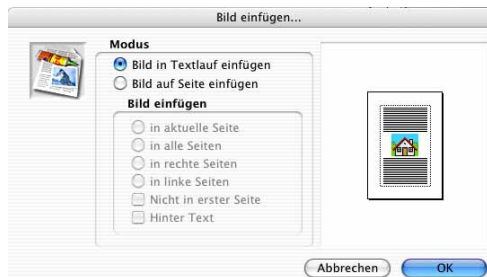 Bild einfügen...
Modus
Bild in Textlauf einfügen
Bild auf Seite einfügen
Bild einfügen
in aktuelle Seite
in alle Seiten
in rechte Seiten
in linke Seiten
Nicht in erster Seite
Hinter Text
Abbrechen
OK